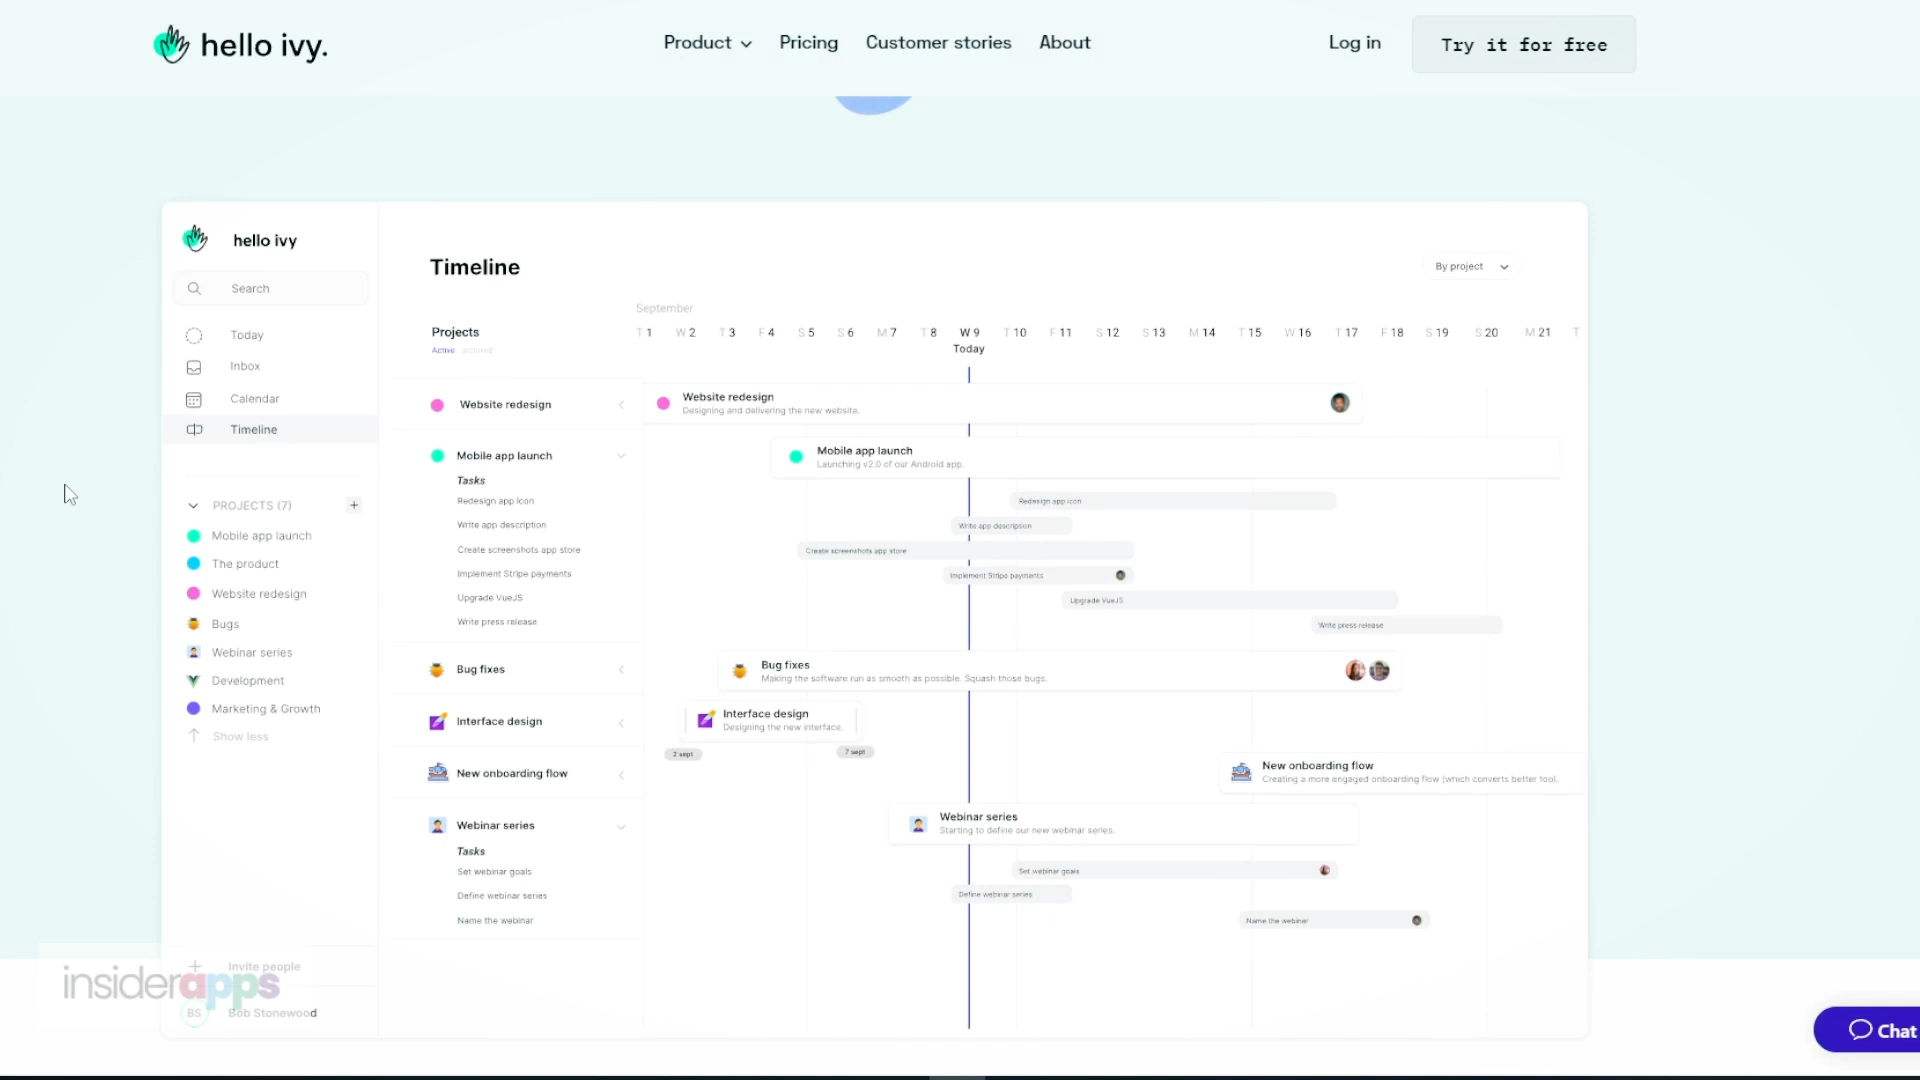 hello ivy.
Product
Pricing
Customer stories
About
Log in
Try it for free
hello ivy
Search
Today
Inbox
Calendar
Timeline
PROJECTS (7)
+
Mobile app launch
The product
Website redesign
Bugs
Webinar series
Development
Marketing & Growth
Show less
Invite people
BS
Bob Stonewood
insiderapps
Timeline
By project
September
Projects
T 1 W 2 T 3 F 4 S 5 S 6 M 7 T 8 W 9 T 10 F 11 S 12 S 13 M 14 T 15 W 16 T 17 F 18 S 19 S 20 M 21 T
Active archived
Today
Website redesign
Website redesign
Designing and delivering the new website.
Mobile app launch
Mobile app launch
Launching v2.0 of our Android app.
Tasks
Redesign app icon
Redesign app icon
Write app description
Write app description
Create screenshots app store
Create screenshots app store
Implement Stripe payments
Implement Stripe payments
Upgrade VueJS
Upgrade VueJS
Write press release
Write press release
Bug fixes
Bug fixes
Making the software run as smooth as possible. Squash those bugs.
Interface design
Interface design
Designing the new interface.
2 sept
7 sept
New onboarding flow
New onboarding flow
Creating a more engaged onboarding flow (which converts better too).
Webinar series
Webinar series
Starting to define our new webinar series.
Tasks
Set webinar goals
Set webinar goals
Define webinar series
Define webinar series
Name the webinar
Name the webinar
Chat